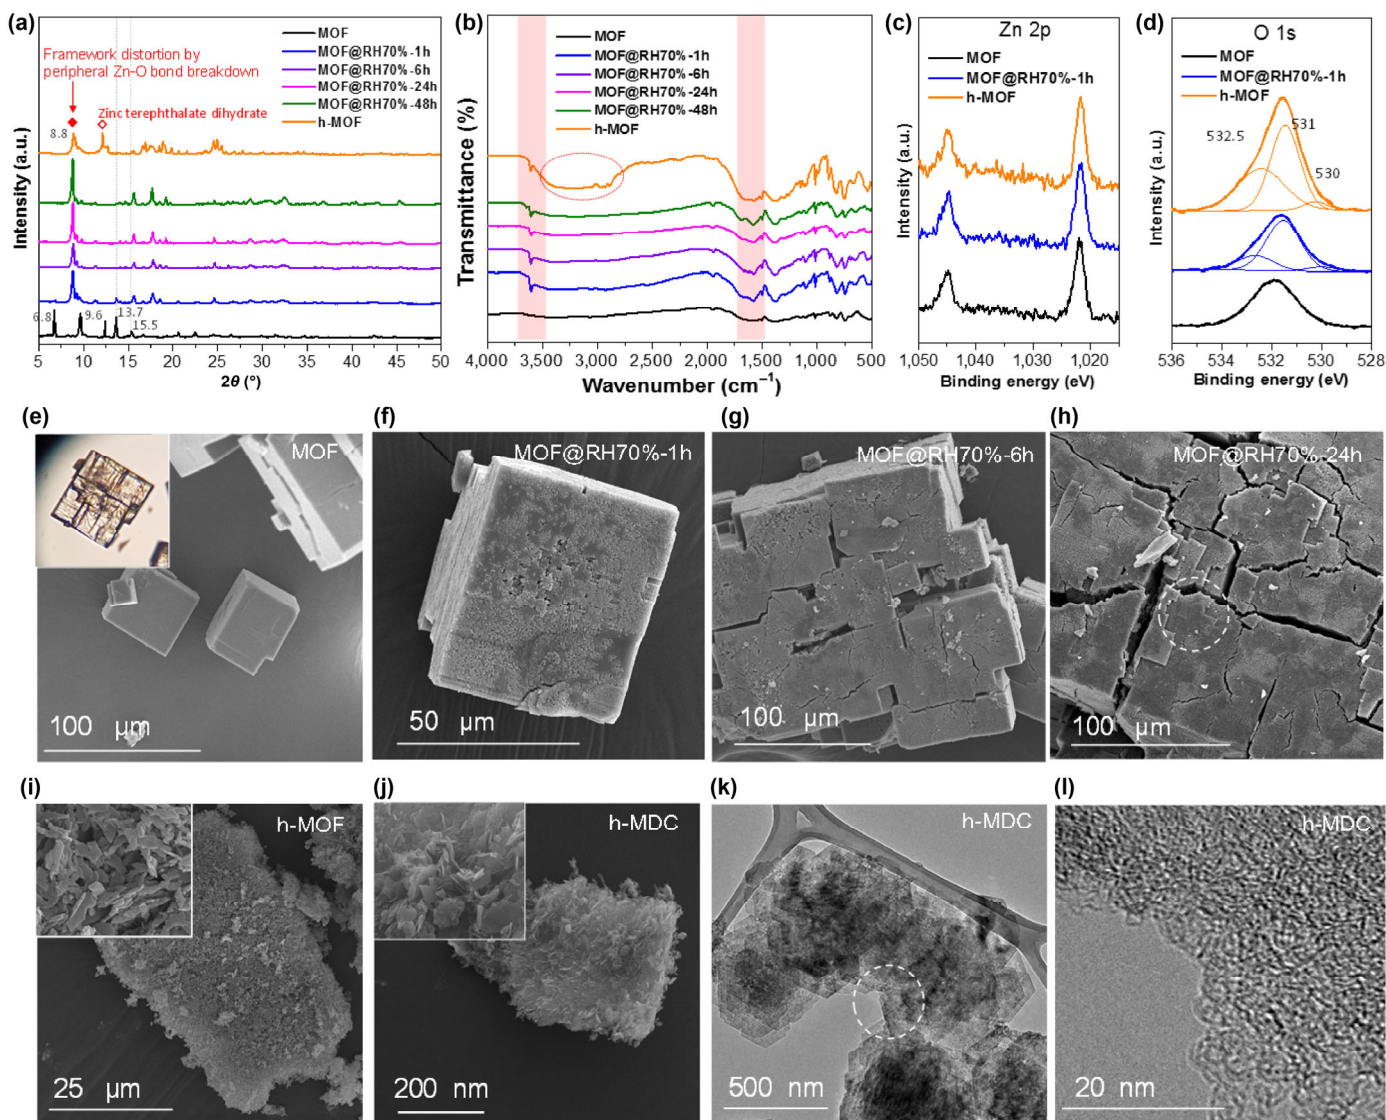 (a)
MOF
MOF@RH70%-1h
MOF@RH70%-6h
MOF@RH70%-24h
MOF@RH70%-48h
h-MOF
Framework distortion by
peripheral Zn-O bond breakdown
Zinc terephthalate dihydrate
8.8
6.8
9.6
13.7
15.5
Intensity (a.u.)
5 10 15 20 25 30 35 40 45 50
2θ (°)
(b)
MOF
MOF@RH70%-1h
MOF@RH70%-6h
MOF@RH70%-24h
MOF@RH70%-48h
h-MOF
Transmittance (%)
4,000 3,500 3,000 2,500 2,000 1,500 1,000 500
Wavenumber (cm⁻¹)
(c)
Zn 2p
MOF
MOF@RH70%-1h
h-MOF
Intensity (a.u.)
1,050 1,040 1,030 1,020
Binding energy (eV)
(d)
O 1s
MOF
MOF@RH70%-1h
h-MOF
532.5
531
530
Intensity (a.u.)
536 534 532 530 528
Binding energy (eV)
(e)
MOF
100 µm
(f)
MOF@RH70%-1h
50 µm
(g)
MOF@RH70%-6h
100 µm
(h)
MOF@RH70%-24h
100 µm
(i)
h-MOF
25 µm
(j)
h-MDC
200 nm
(k)
h-MDC
500 nm
(l)
h-MDC
20 nm